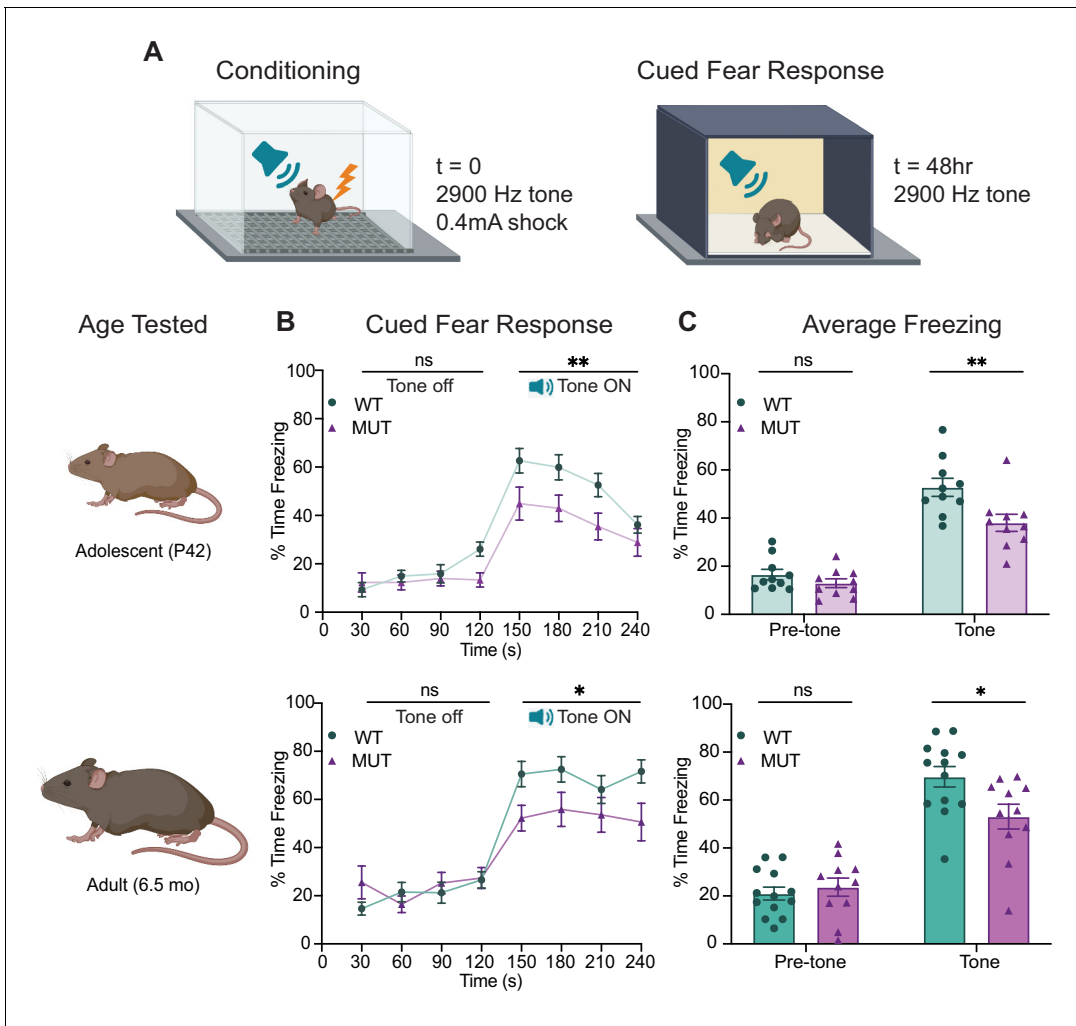 A
Conditioning
t = 0
2900 Hz tone
0.4mA shock
Cued Fear Response
t = 48hr
2900 Hz tone
Age Tested
Adolescent (P42)
Adult (6.5 mo)
B
Cued Fear Response
ns
**
Tone off
Tone ON
WT
MUT
% Time Freezing
100
80
60
40
20
0
0 30 60 90 120 150 180 210 240
Time (s)
ns
*
Tone off
Tone ON
WT
MUT
% Time Freezing
100
80
60
40
20
0
0 30 60 90 120 150 180 210 240
Time (s)
C
Average Freezing
ns
**
WT
MUT
% Time Freezing
100
80
60
40
20
0
Pre-tone Tone
ns
*
WT
MUT
% Time Freezing
100
80
60
40
20
0
Pre-tone Tone